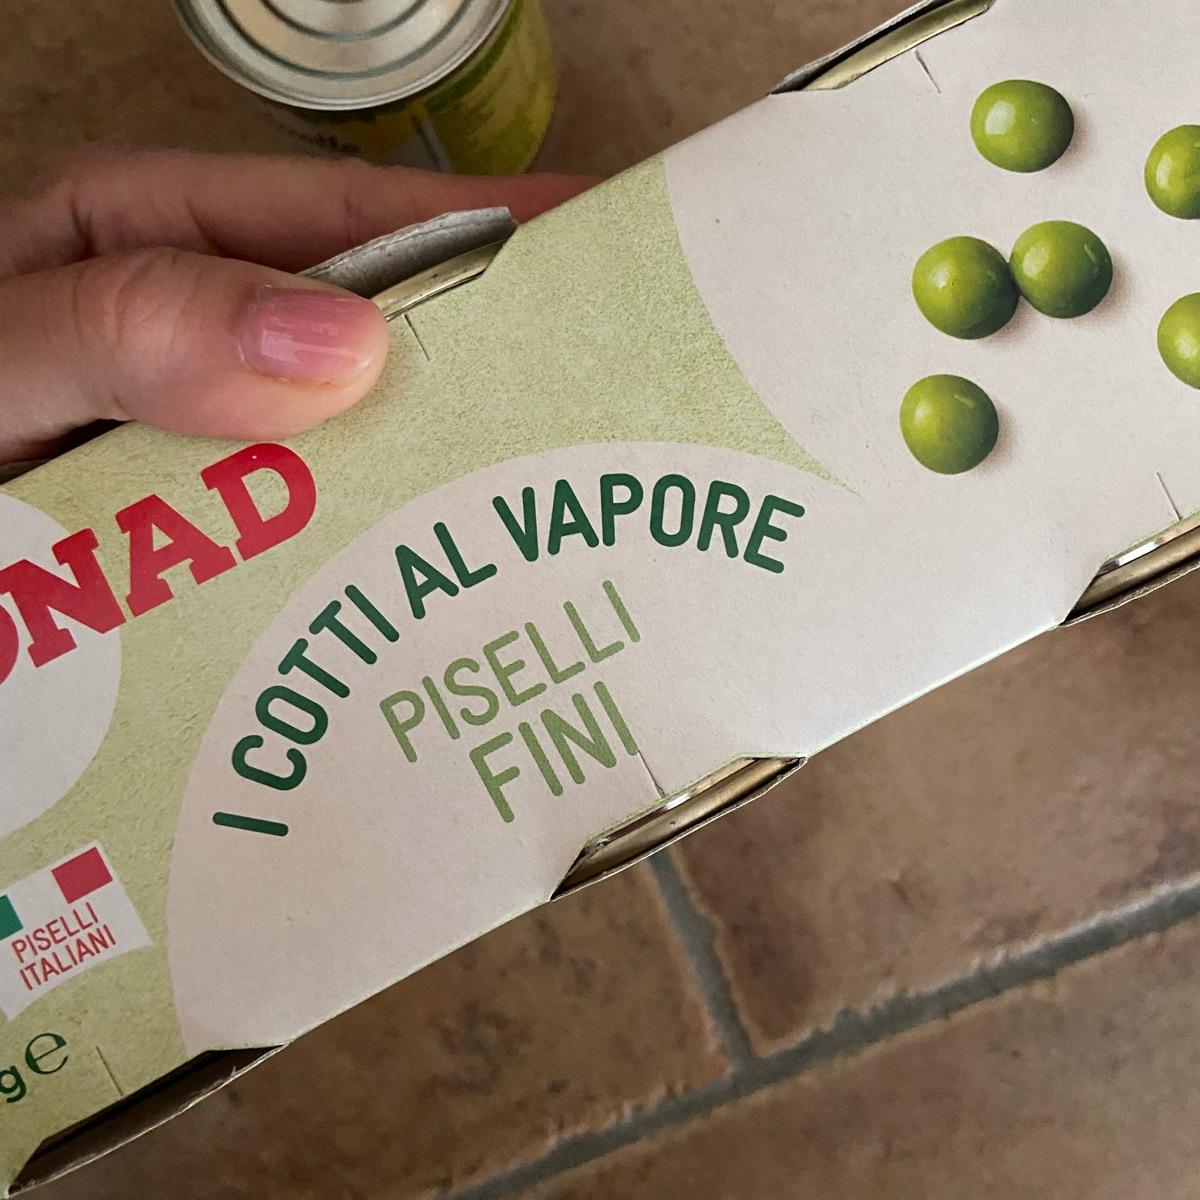 ONAD
I COTTI AL VAPORE
PISELLI
FINI
PISELLI
ITALIANI
g℮